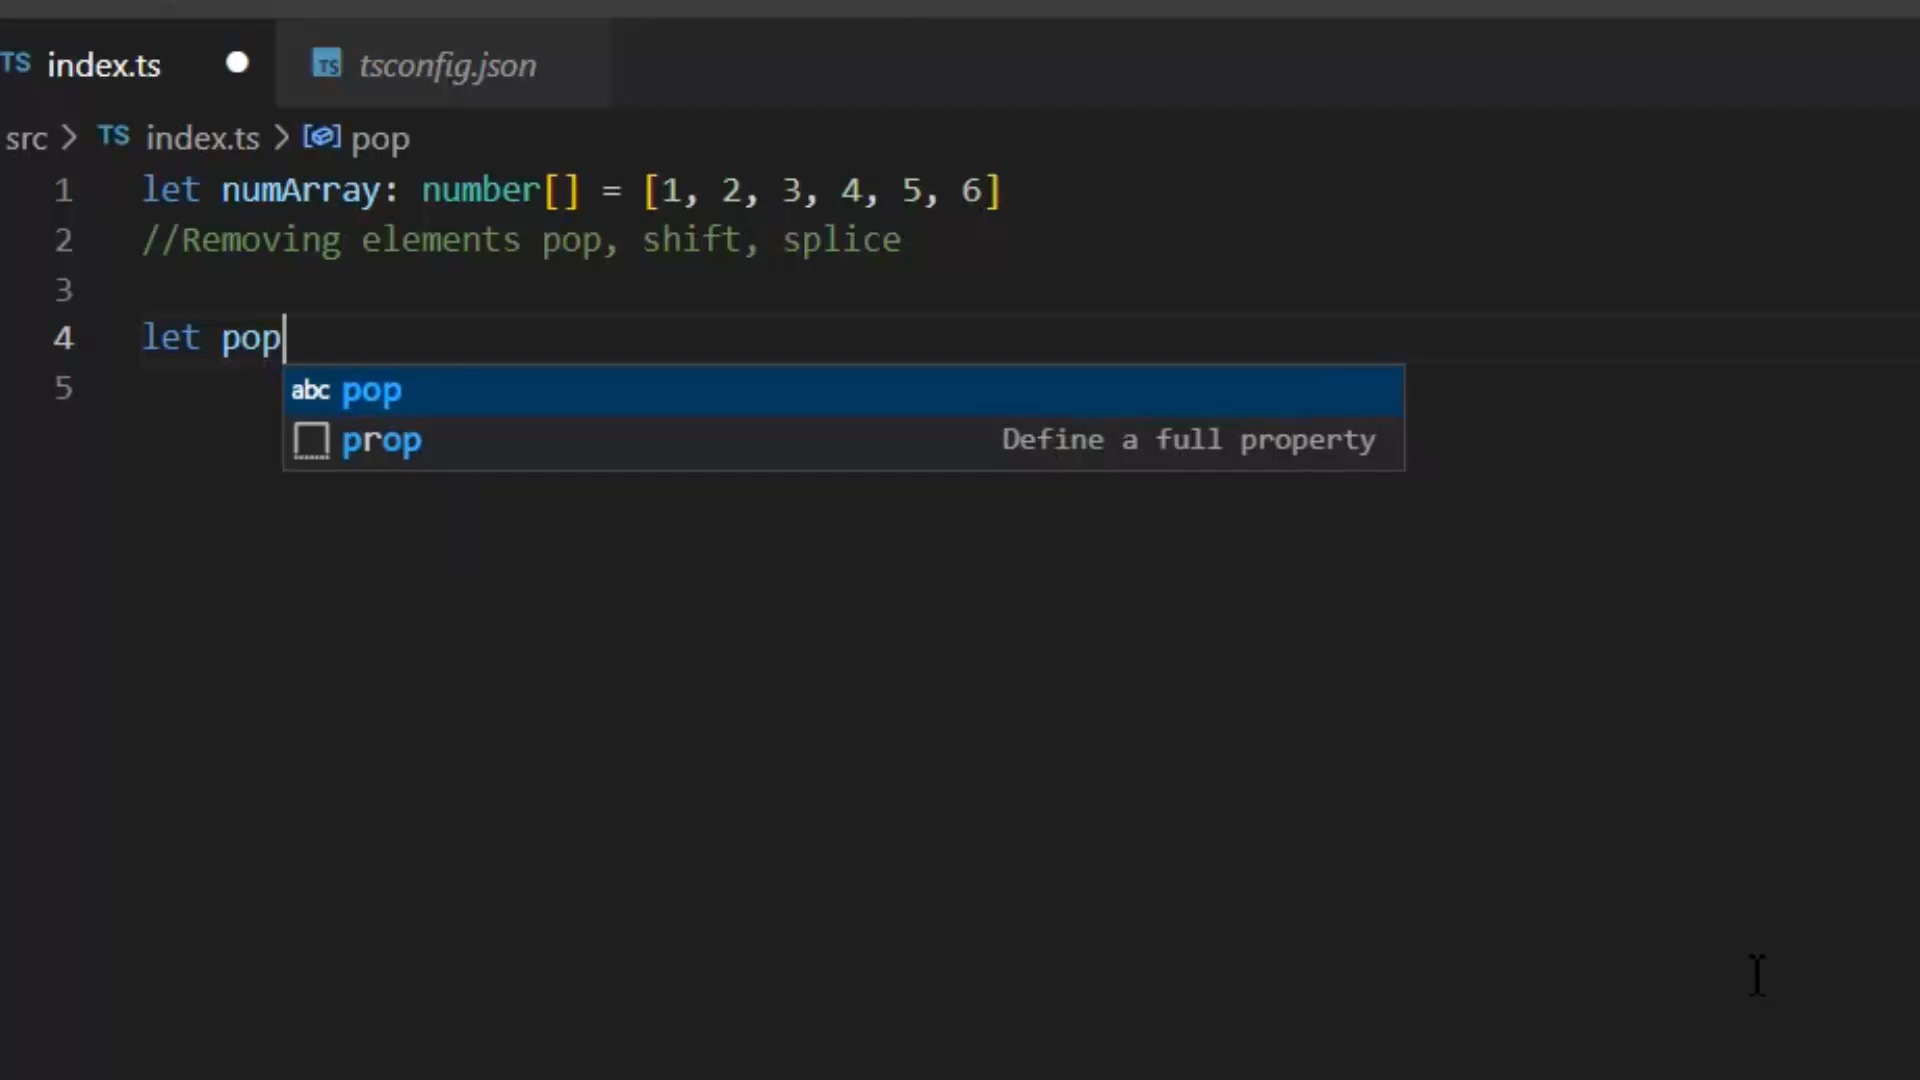 TS index.ts TS tsconfig.json
src > TS index.ts > pop
1 let numArray: number[] = [1, 2, 3, 4, 5, 6]
2 //Removing elements pop, shift, splice
3
4 let pop
5
abc pop
prop Define a full property